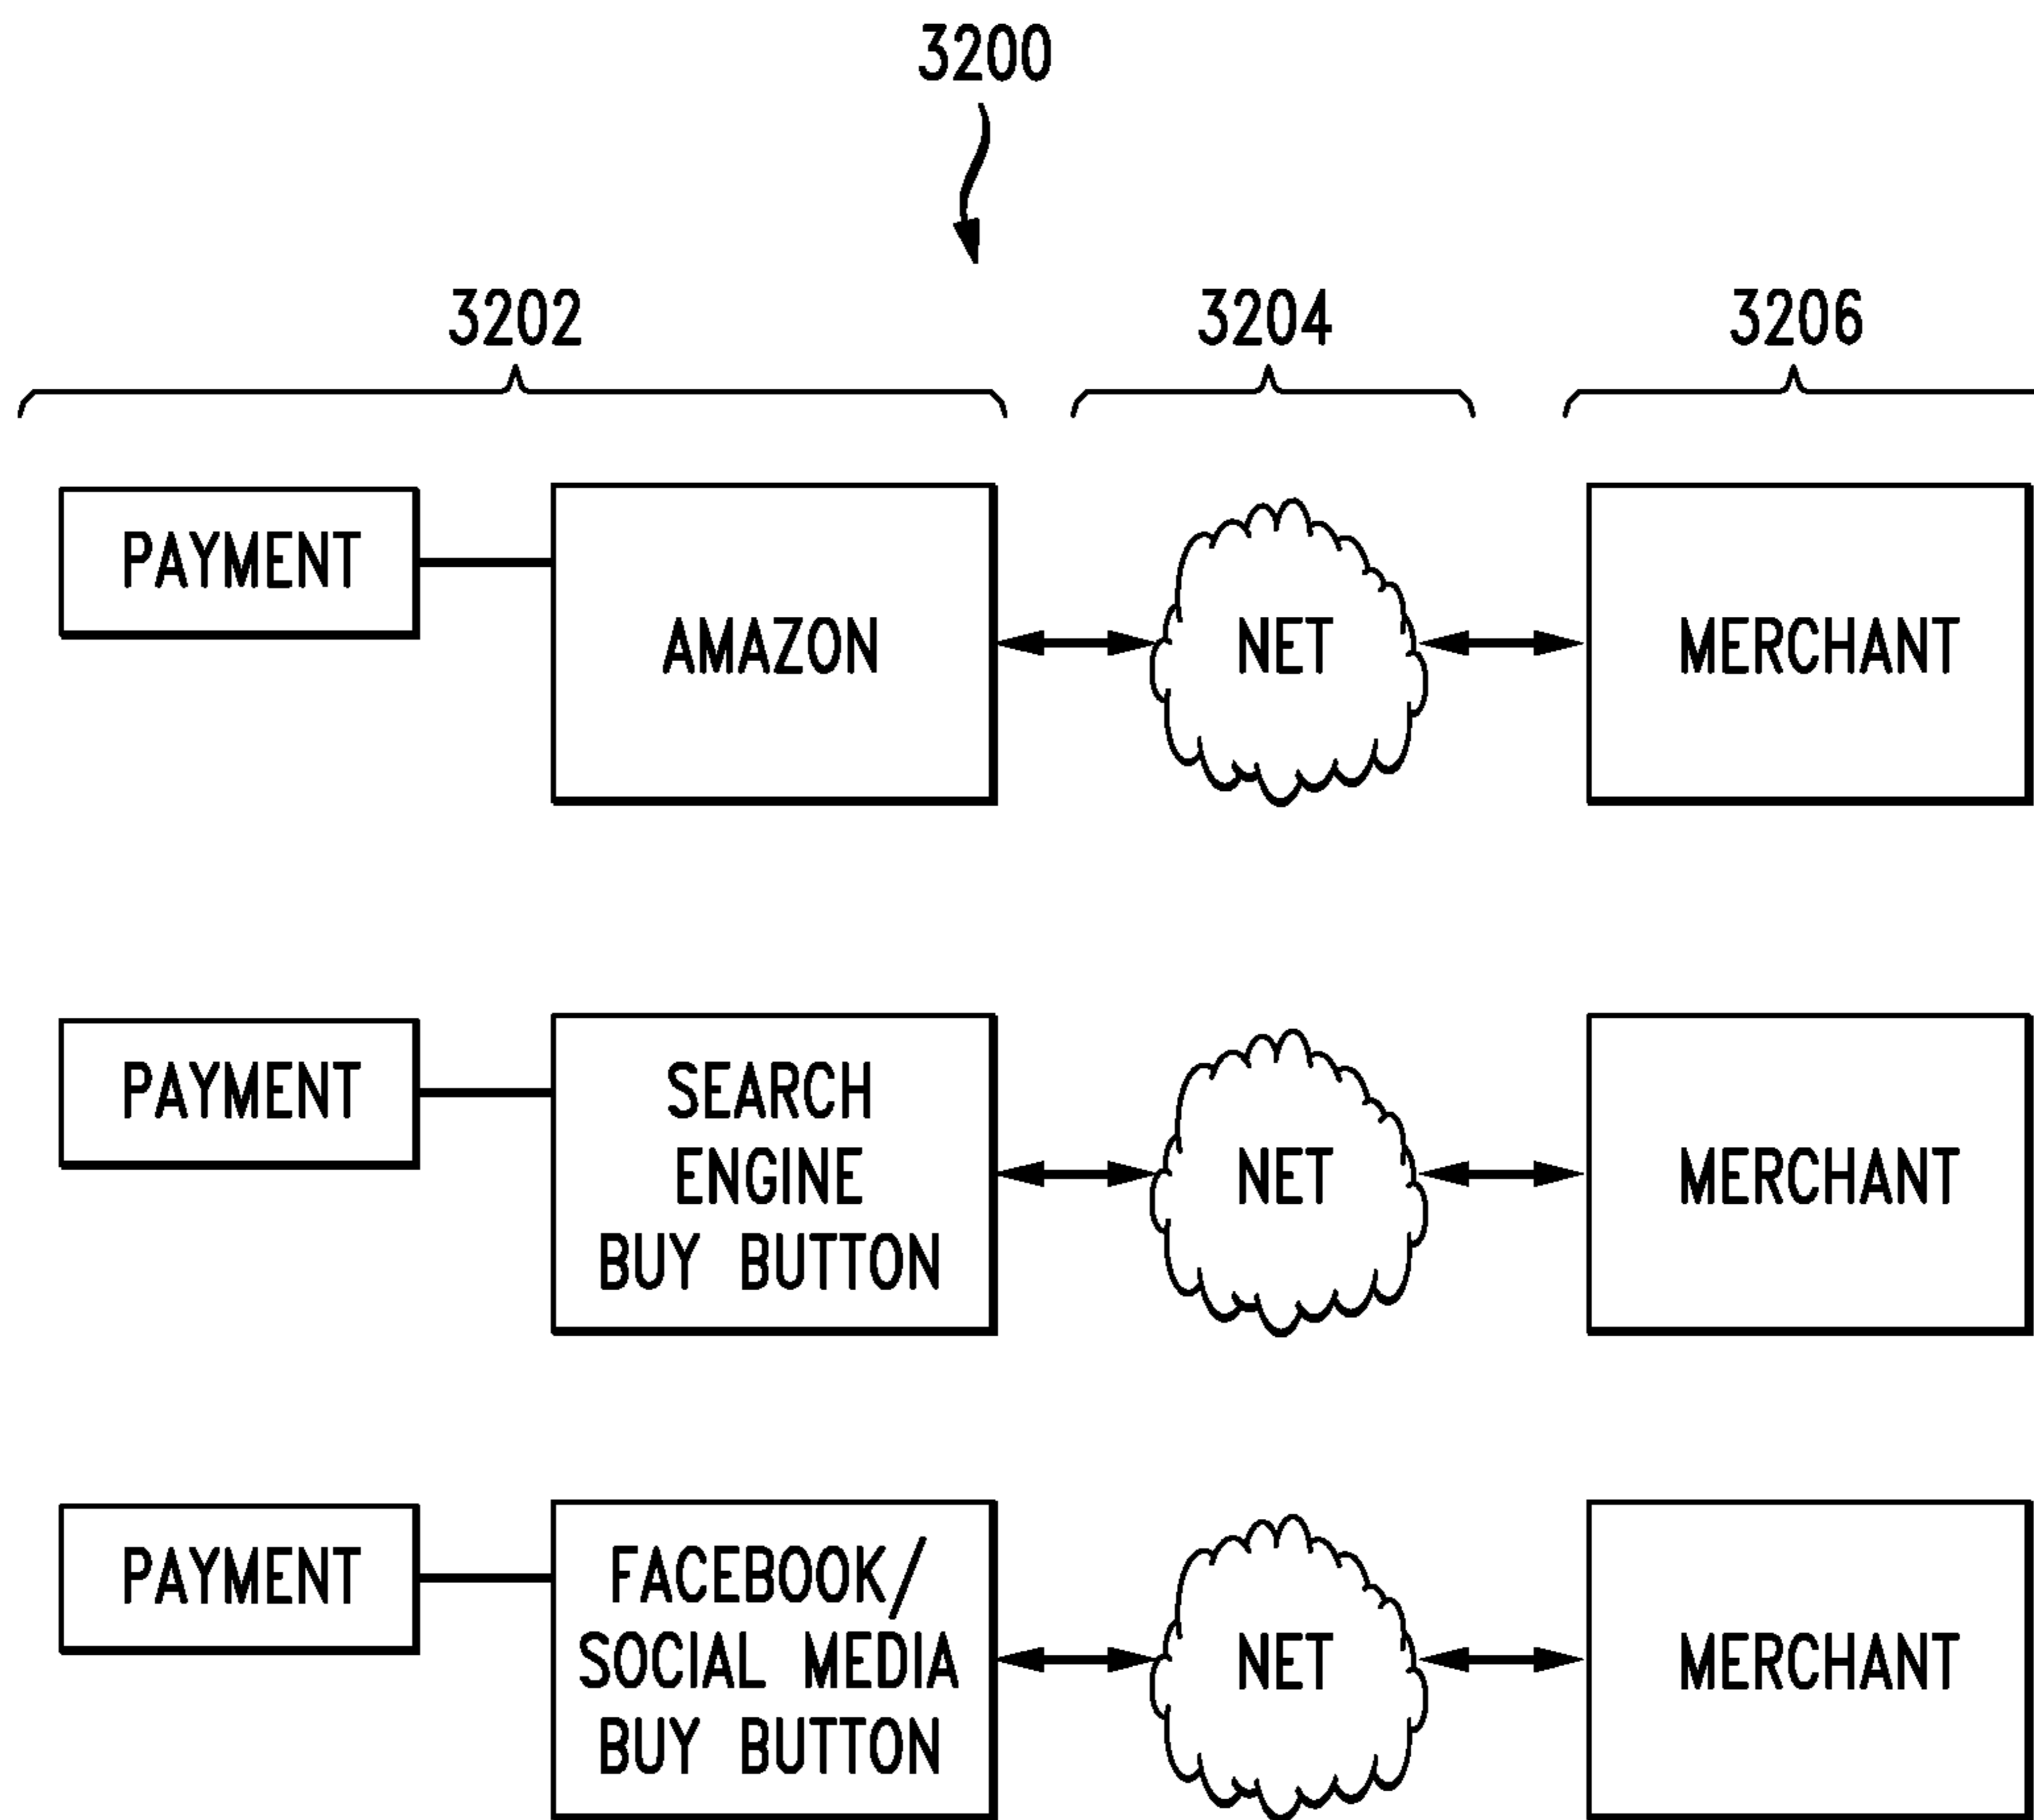 3200
3202
3204
3206
PAYMENT
AMAZON
NET
MERCHANT
PAYMENT
SEARCH
ENGINE
BUY BUTTON
NET
MERCHANT
PAYMENT
FACEBOOK/
SOCIAL MEDIA
BUY BUTTON
NET
MERCHANT